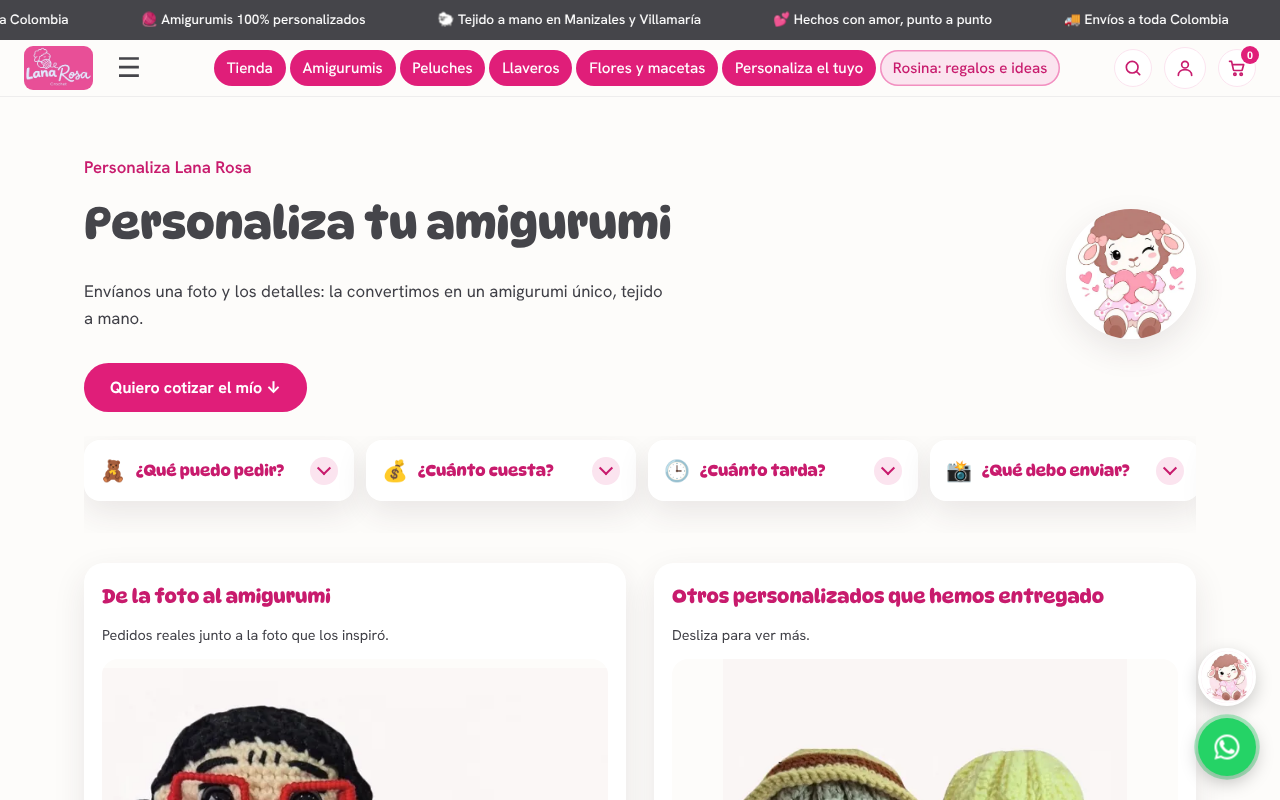 a Colombia
🧶 Amigurumis 100% personalizados
🐑 Tejido a mano en Manizales y Villamaría
💕 Hechos con amor, punto a punto
🚚 Envíos a toda Colombia
Lana Rosa
Tienda
Amigurumis
Peluches
Llaveros
Flores y macetas
Personaliza el tuyo
Rosina: regalos e ideas
0
Personaliza Lana Rosa
Personaliza tu amigurumi
Envíanos una foto y los detalles: la convertimos en un amigurumi único, tejido
a mano.
Quiero cotizar el mío ↓
🧸 ¿Qué puedo pedir?
💰 ¿Cuánto cuesta?
🕒 ¿Cuánto tarda?
📸 ¿Qué debo enviar?
De la foto al amigurumi
Pedidos reales junto a la foto que los inspiró.
Otros personalizados que hemos entregado
Desliza para ver más.